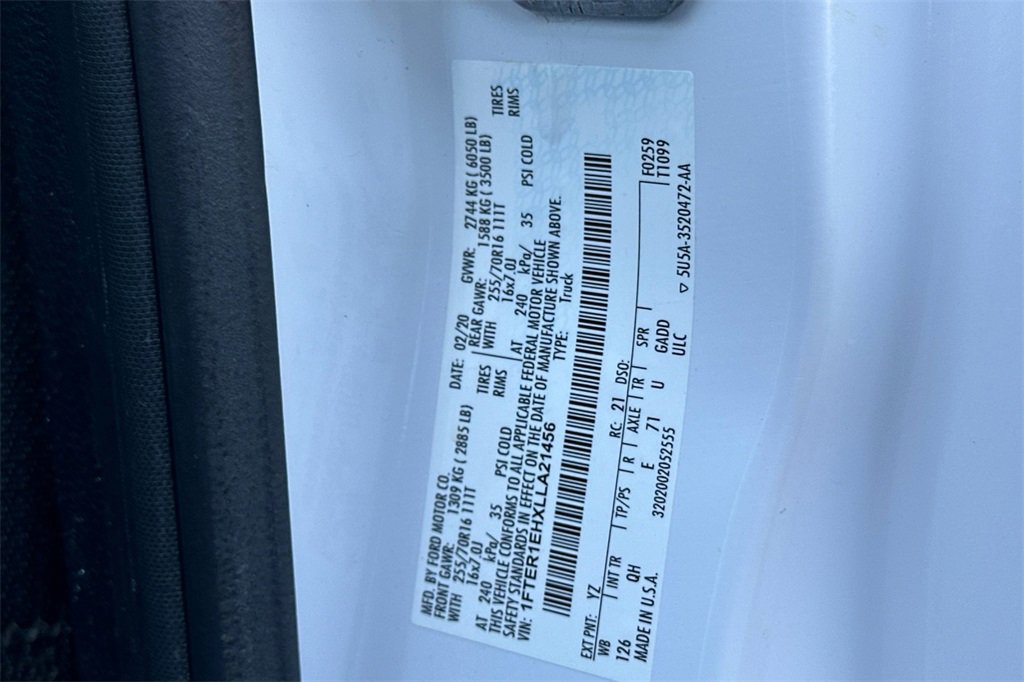 MFD. BY FORD MOTOR CO.
DATE: 02/20 GVWR: 2744 KG ( 6050 LB)
FRONT GAWR: 1309 KG ( 2885 LB) REAR GAWR: 1588 KG ( 3500 LB)
WITH 255/70R16 111T TIRES WITH 255/70R16 111T TIRES
16x7.0J RIMS 16x7.0J RIMS
AT 240 kPa/ 35 PSI COLD AT 240 kPa/ 35 PSI COLD
THIS VEHICLE CONFORMS TO ALL APPLICABLE FEDERAL MOTOR VEHICLE
SAFETY STANDARDS IN EFFECT ON THE DATE OF MANUFACTURE SHOWN ABOVE.
VIN: 1FTER1EHXLLA21456 TYPE: Truck
EXT PNT: YZ RC: 21 DSO: F0259
WB INT TR TP/PS R AXLE TR SPR T1099
126 QH E 71 U GADD
MADE IN U.S.A. 3202002052555 ULC ▽ 5U5A-3520472-AA